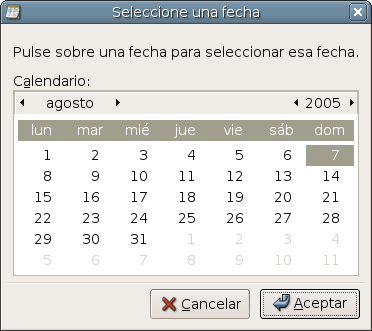 Seleccione una fecha
Pulse sobre una fecha para seleccionar esa fecha.
Calendario:
agosto 2005
lun mar mié jue vie sáb dom
1 2 3 4 5 6 7
8 9 10 11 12 13 14
15 16 17 18 19 20 21
22 23 24 25 26 27 28
29 30 31 1 2 3 4
5 6 7 8 9 10 11
Cancelar Aceptar